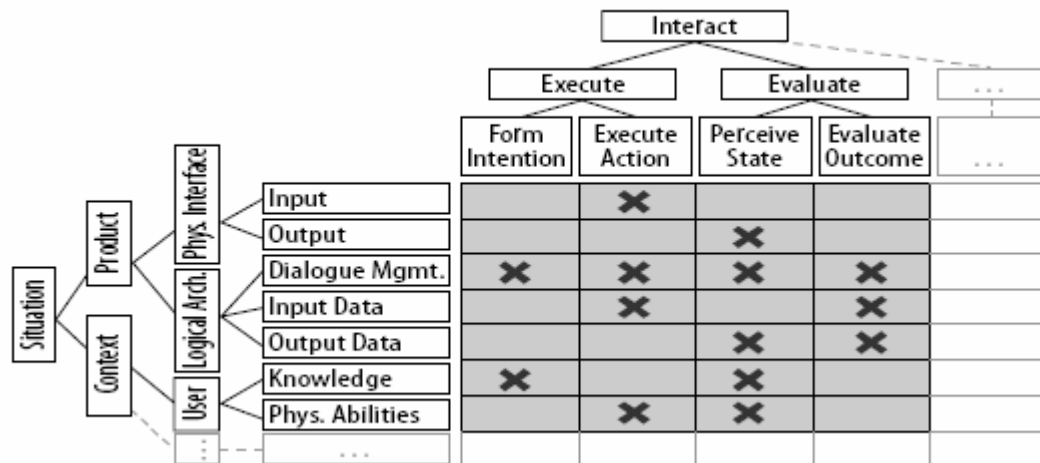 Interact
Execute
Evaluate
...
Form
Intention
Execute
Action
Perceive
State
Evaluate
Outcome
...
Situation
Product
Context
Phys. Interface
Logical Arch.
User
...
Input
Output
Dialogue Mgmt.
Input Data
Output Data
Knowledge
Phys. Abilities
...